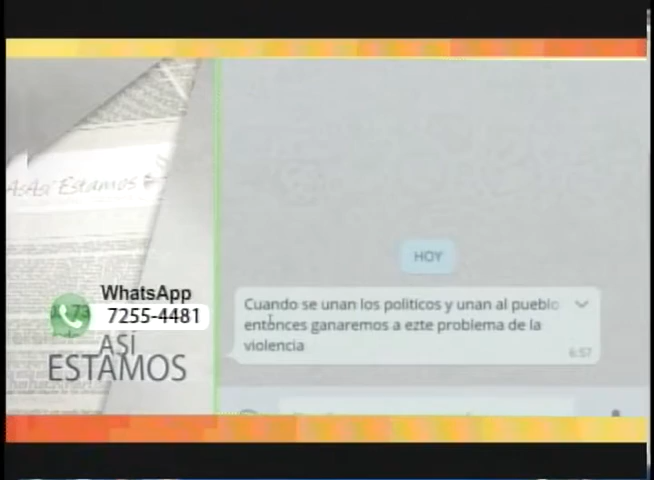 AsAsí Estamos
WhatsApp
7255-4481
ASÍ
ESTAMOS
HOY
Cuando se unan los politicos y unan al pueblo
entonces ganaremos a ezte problema de la
violencia
6:57